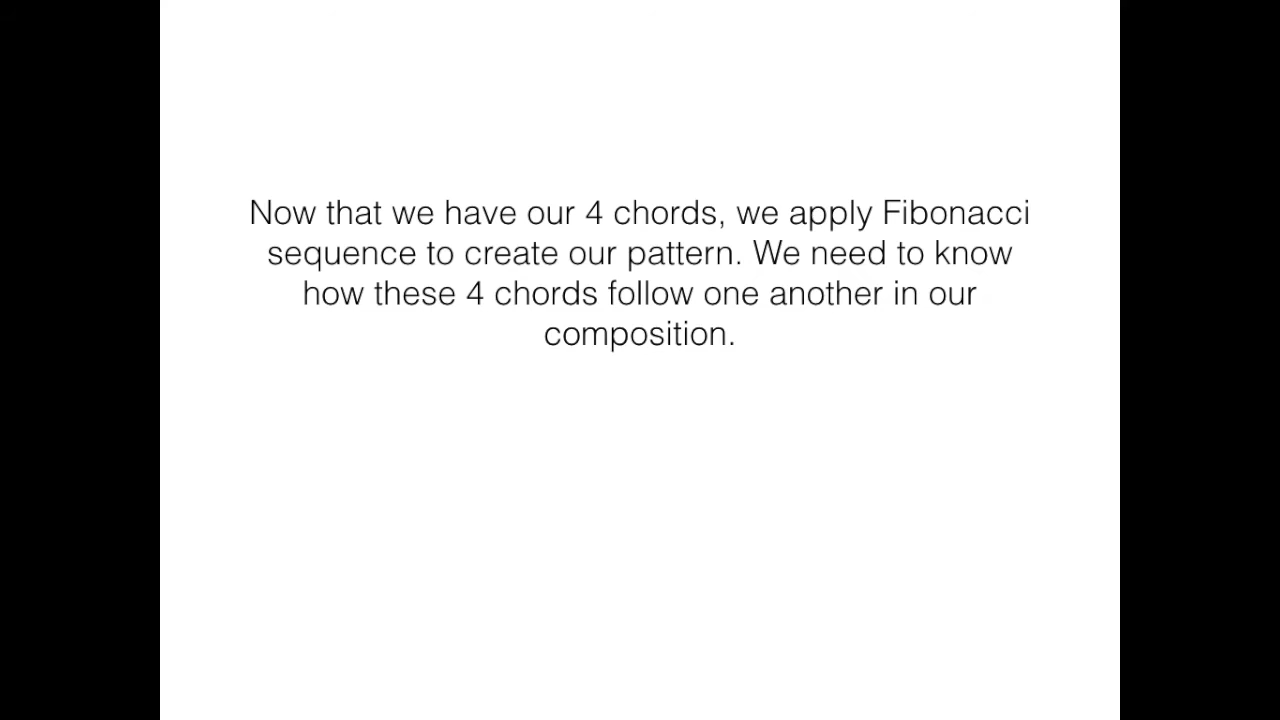 Now that we have our 4 chords, we apply Fibonacci
sequence to create our pattern. We need to know
how these 4 chords follow one another in our
composition.